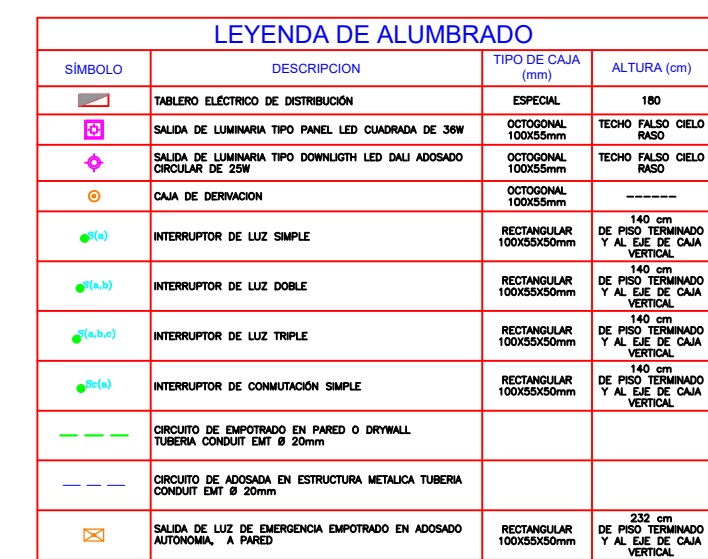 LEYENDA DE ALUMBRADO
SÍMBOLO
DESCRIPCION
TIPO DE CAJA
(mm)
ALTURA (cm)
TABLERO ELÉCTRICO DE DISTRIBUCIÓN
ESPECIAL
180
SALIDA DE LUMINARIA TIPO PANEL LED CUADRADA DE 36W
OCTOGONAL
100X55mm
TECHO FALSO CIELO
RASO
SALIDA DE LUMINARIA TIPO DOWNLIGTH LED DALI ADOSADO
CIRCULAR DE 25W
OCTOGONAL
100X55mm
TECHO FALSO CIELO
RASO
CAJA DE DERIVACION
OCTOGONAL
100X55mm
------
S(a)
INTERRUPTOR DE LUZ SIMPLE
RECTANGULAR
100X55X50mm
140 cm
DE PISO TERMINADO
Y AL EJE DE CAJA
VERTICAL
S(a,b)
INTERRUPTOR DE LUZ DOBLE
RECTANGULAR
100X55X50mm
140 cm
DE PISO TERMINADO
Y AL EJE DE CAJA
VERTICAL
S(a,b,c)
INTERRUPTOR DE LUZ TRIPLE
RECTANGULAR
100X55X50mm
140 cm
DE PISO TERMINADO
Y AL EJE DE CAJA
VERTICAL
Sc(a)
INTERRUPTOR DE CONMUTACIÓN SIMPLE
RECTANGULAR
100X55X50mm
140 cm
DE PISO TERMINADO
Y AL EJE DE CAJA
VERTICAL
CIRCUITO DE EMPOTRADO EN PARED O DRYWALL
TUBERIA CONDUIT EMT Ø 20mm
CIRCUITO DE ADOSADA EN ESTRUCTURA METALICA TUBERIA
CONDUIT EMT Ø 20mm
SALIDA DE LUZ DE EMERGENCIA EMPOTRADO EN ADOSADO
AUTONOMIA, A PARED
RECTANGULAR
100X55X50mm
232 cm
DE PISO TERMINADO
Y AL EJE DE CAJA
VERTICAL